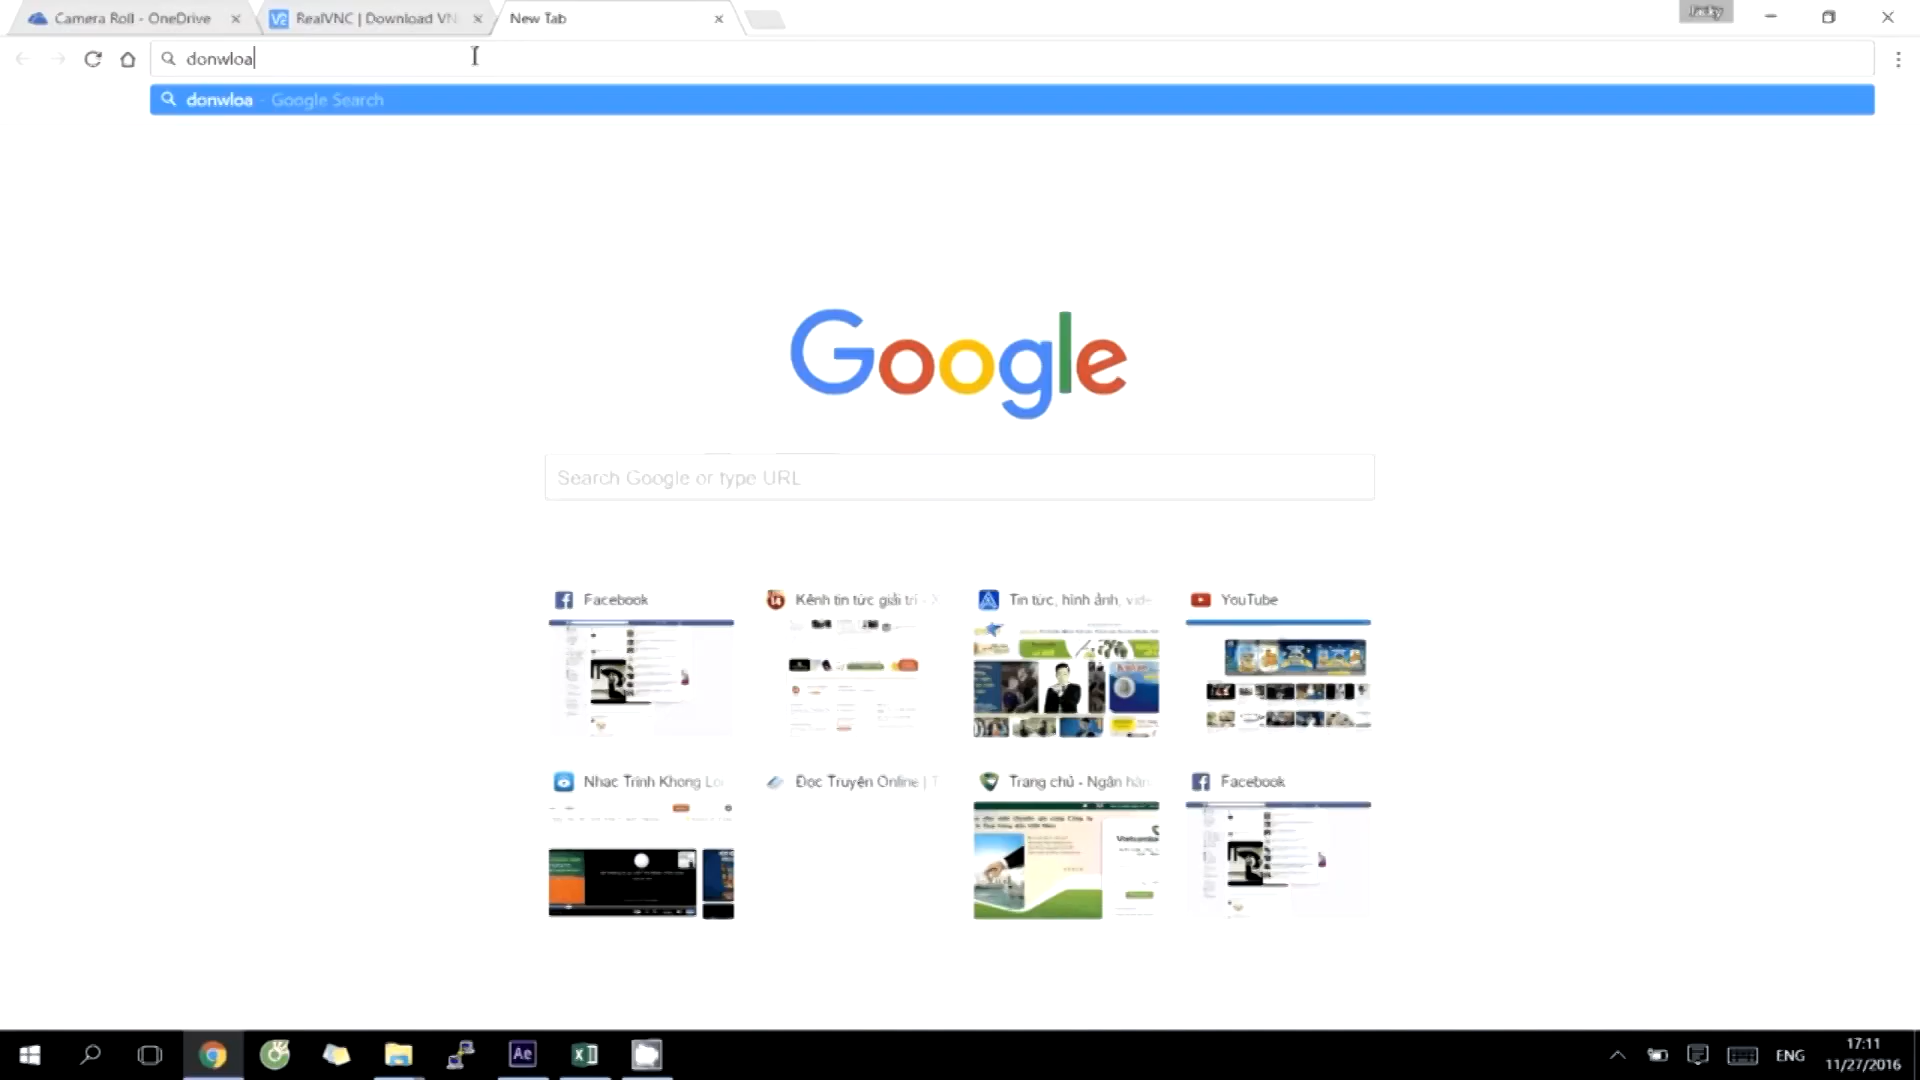 Camera Roll - OneDrive
RealVNC | Download VN
New Tab
Jacky
donwloa
donwloa - Google Search
Google
Search Google or type URL
Facebook
Kênh tin tức giải trí - X
Tin tức, hình ảnh, vid
YouTube
Nhac Trinh Khong Lo
Đọc Truyện Online | T
Trang chủ - Ngân hàn
Facebook
Ae
ENG
17:11
11/27/2016